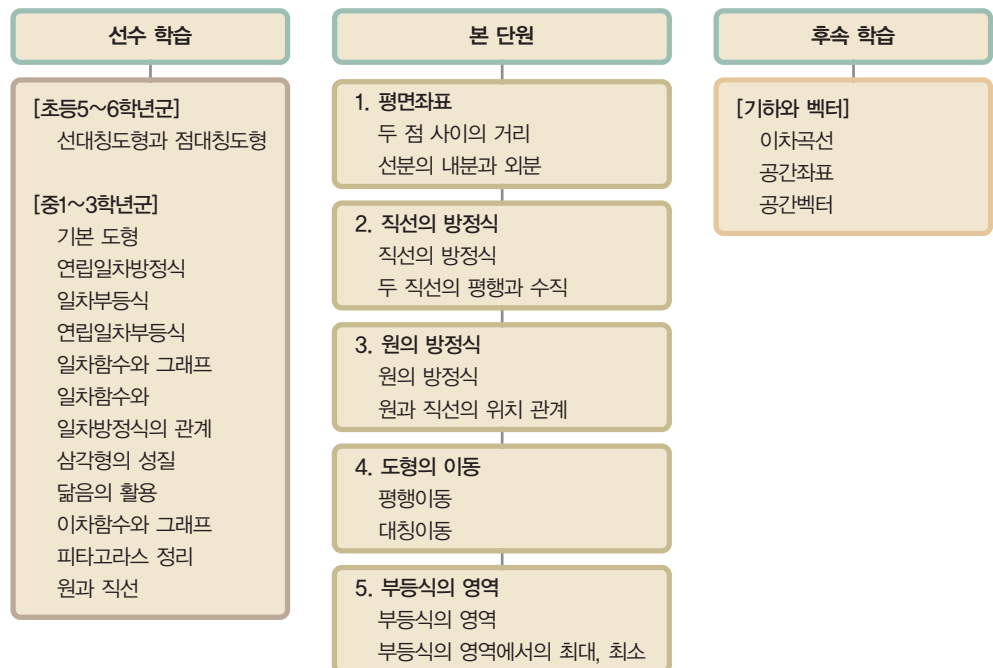 선수 학습
[초등5~6학년군]
선대칭도형과 점대칭도형
[중1~3학년군]
기본 도형
연립일차방정식
일차부등식
연립일차부등식
일차함수와 그래프
일차함수와
일차방정식의 관계
삼각형의 성질
닮음의 활용
이차함수와 그래프
피타고라스 정리
원과 직선
본 단원
1. 평면좌표
두 점 사이의 거리
선분의 내분과 외분
2. 직선의 방정식
직선의 방정식
두 직선의 평행과 수직
3. 원의 방정식
원의 방정식
원과 직선의 위치 관계
4. 도형의 이동
평행이동
대칭이동
5. 부등식의 영역
부등식의 영역
부등식의 영역에서의 최대, 최소
후속 학습
[기하와 벡터]
이차곡선
공간좌표
공간벡터